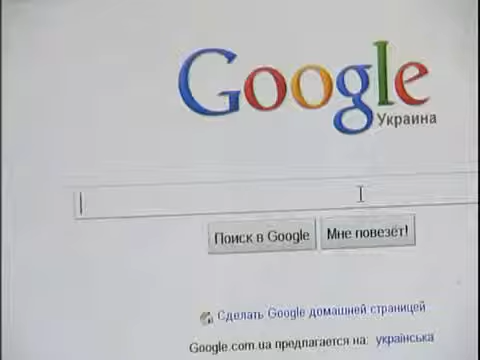 Google
Украина
Поиск в Google
Мне повезёт!
Сделать Google домашней страницей
Google.com.ua предлагается на: українська